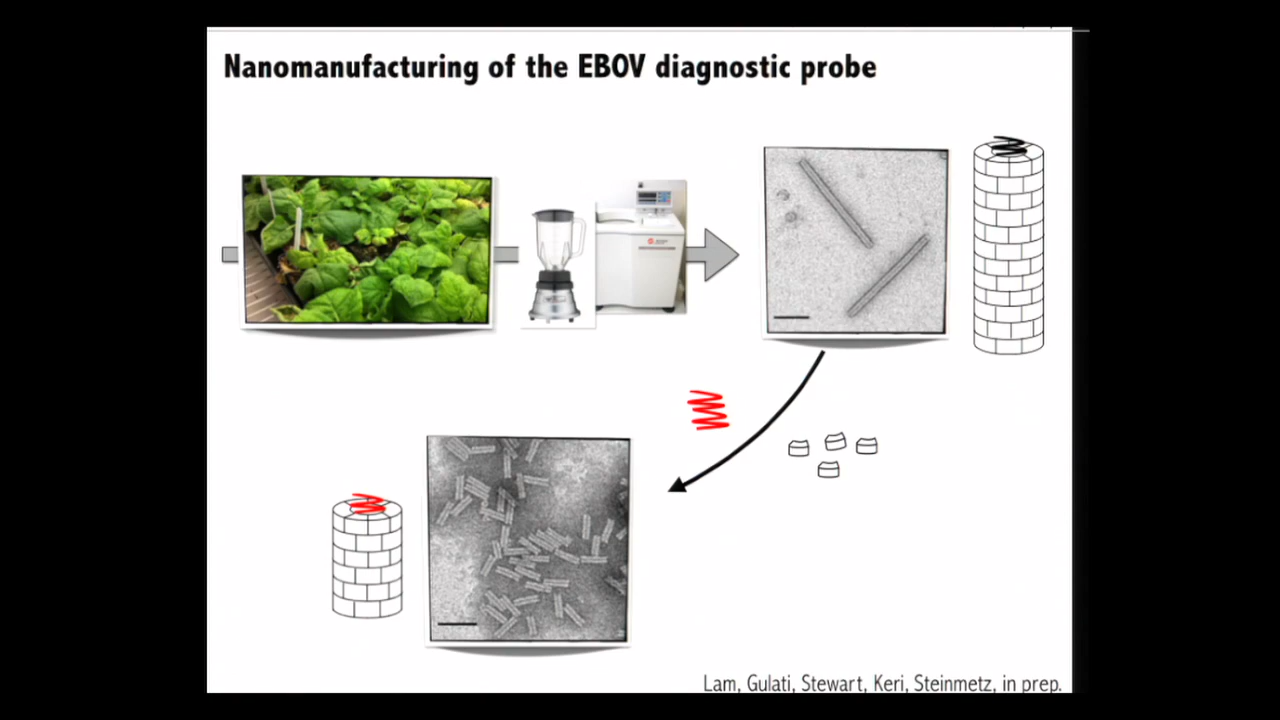 Nanomanufacturing of the EBOV diagnostic probe
Lam, Gulati, Stewart, Keri, Steinmetz, in prep.